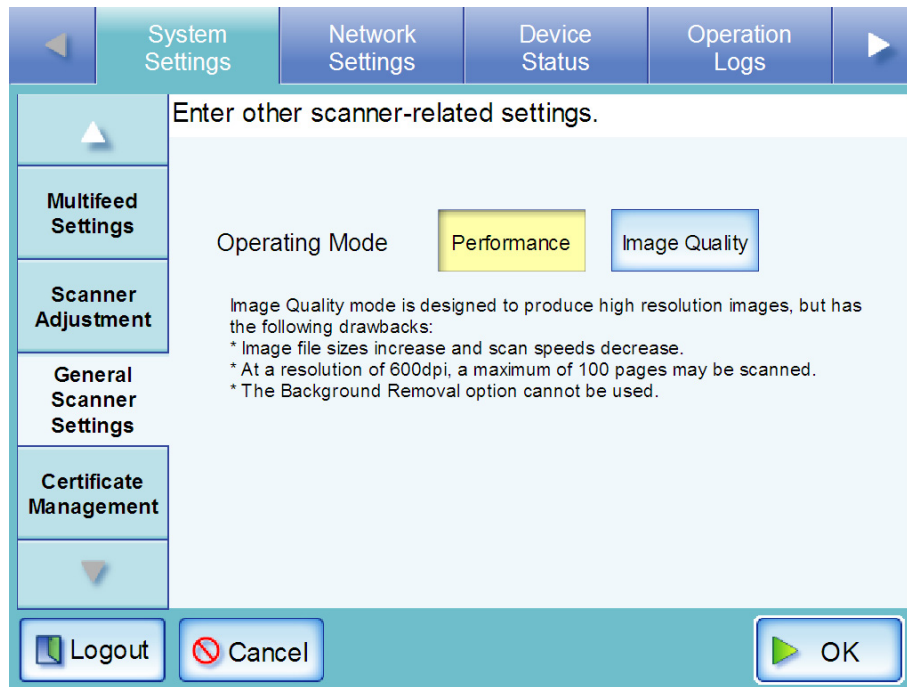 System Settings
Network Settings
Device Status
Operation Logs
Enter other scanner-related settings.
Multifeed Settings
Scanner Adjustment
General Scanner Settings
Certificate Management
Operating Mode
Performance
Image Quality
Image Quality mode is designed to produce high resolution images, but has
the following drawbacks:
* Image file sizes increase and scan speeds decrease.
* At a resolution of 600dpi, a maximum of 100 pages may be scanned.
* The Background Removal option cannot be used.
Logout
Cancel
OK